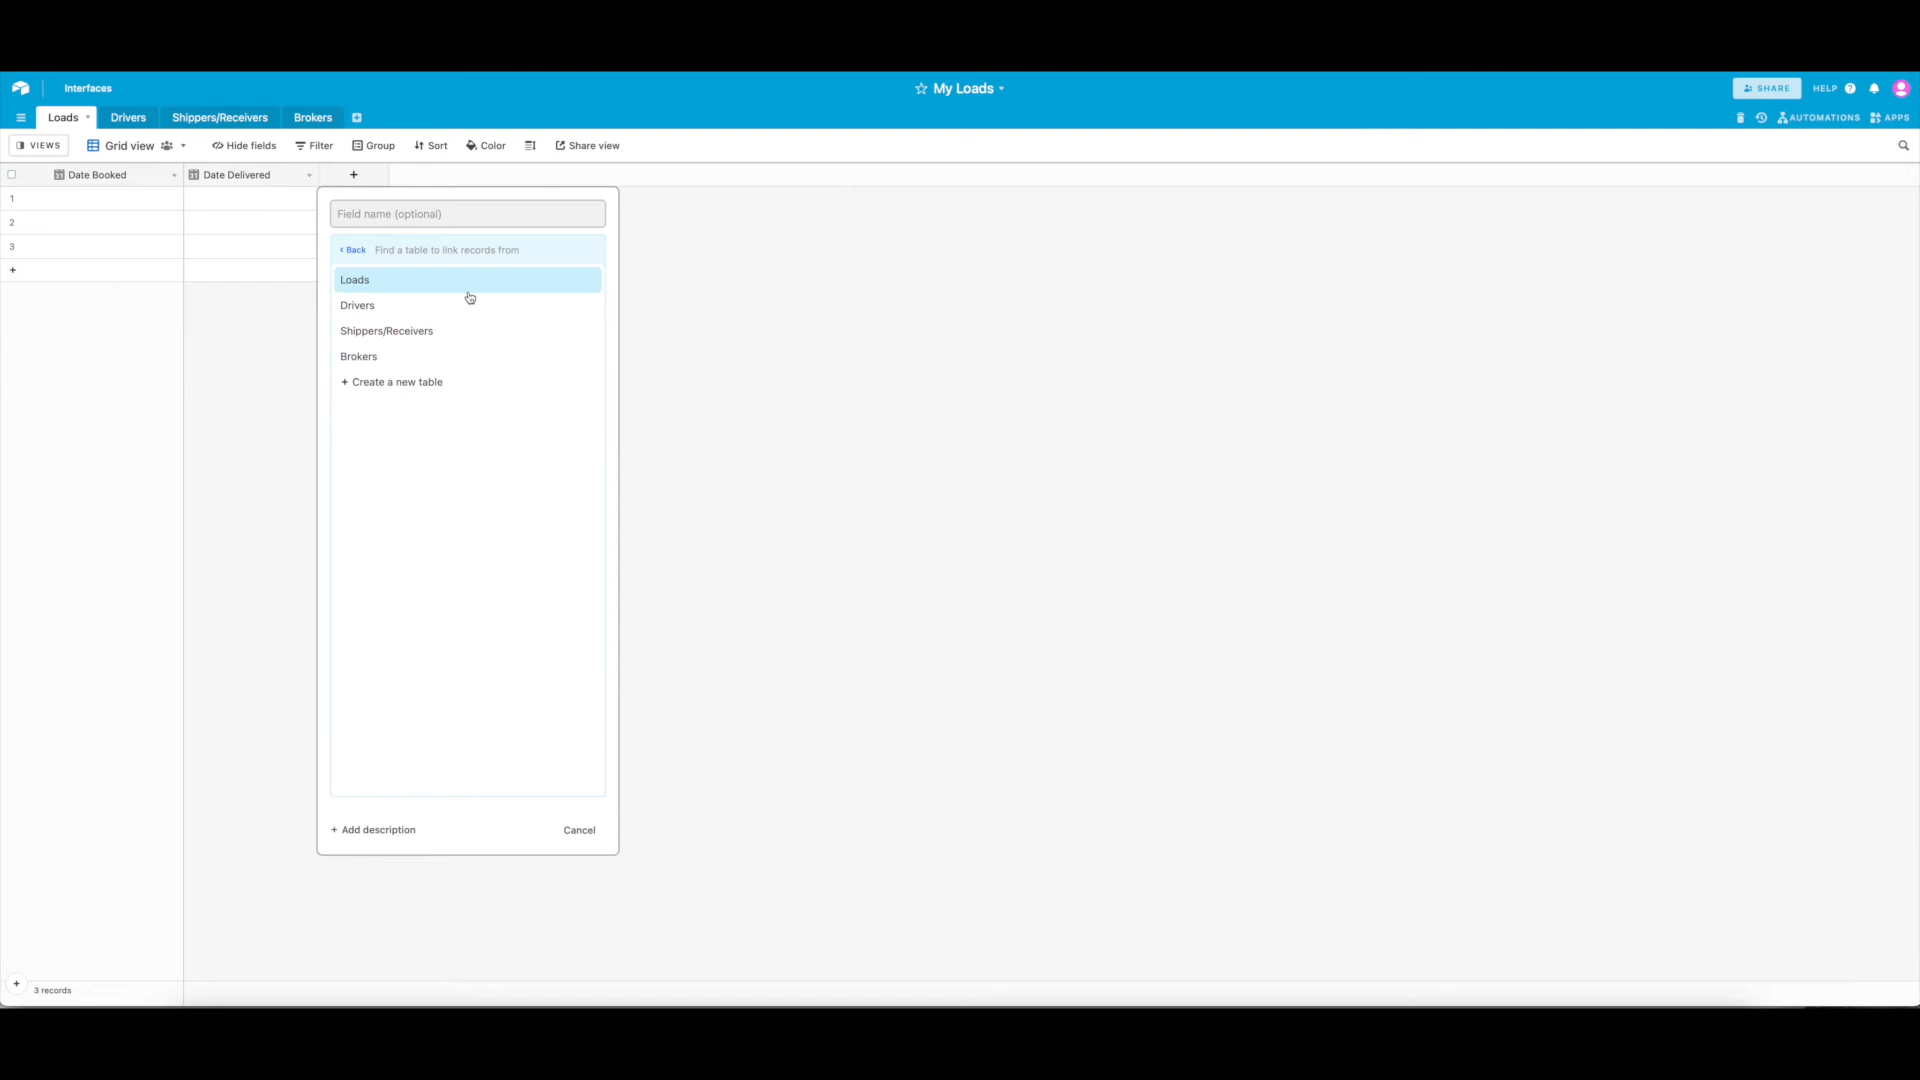 Interfaces
My Loads
SHARE
HELP
Loads
Drivers
Shippers/Receivers
Brokers
AUTOMATIONS
APPS
VIEWS
Grid view
Hide fields
Filter
Group
Sort
Color
Share view
Date Booked
Date Delivered
1
2
3
Field name (optional)
Back Find a table to link records from
Loads
Drivers
Shippers/Receivers
Brokers
+ Create a new table
+ Add description
Cancel
+ 3 records